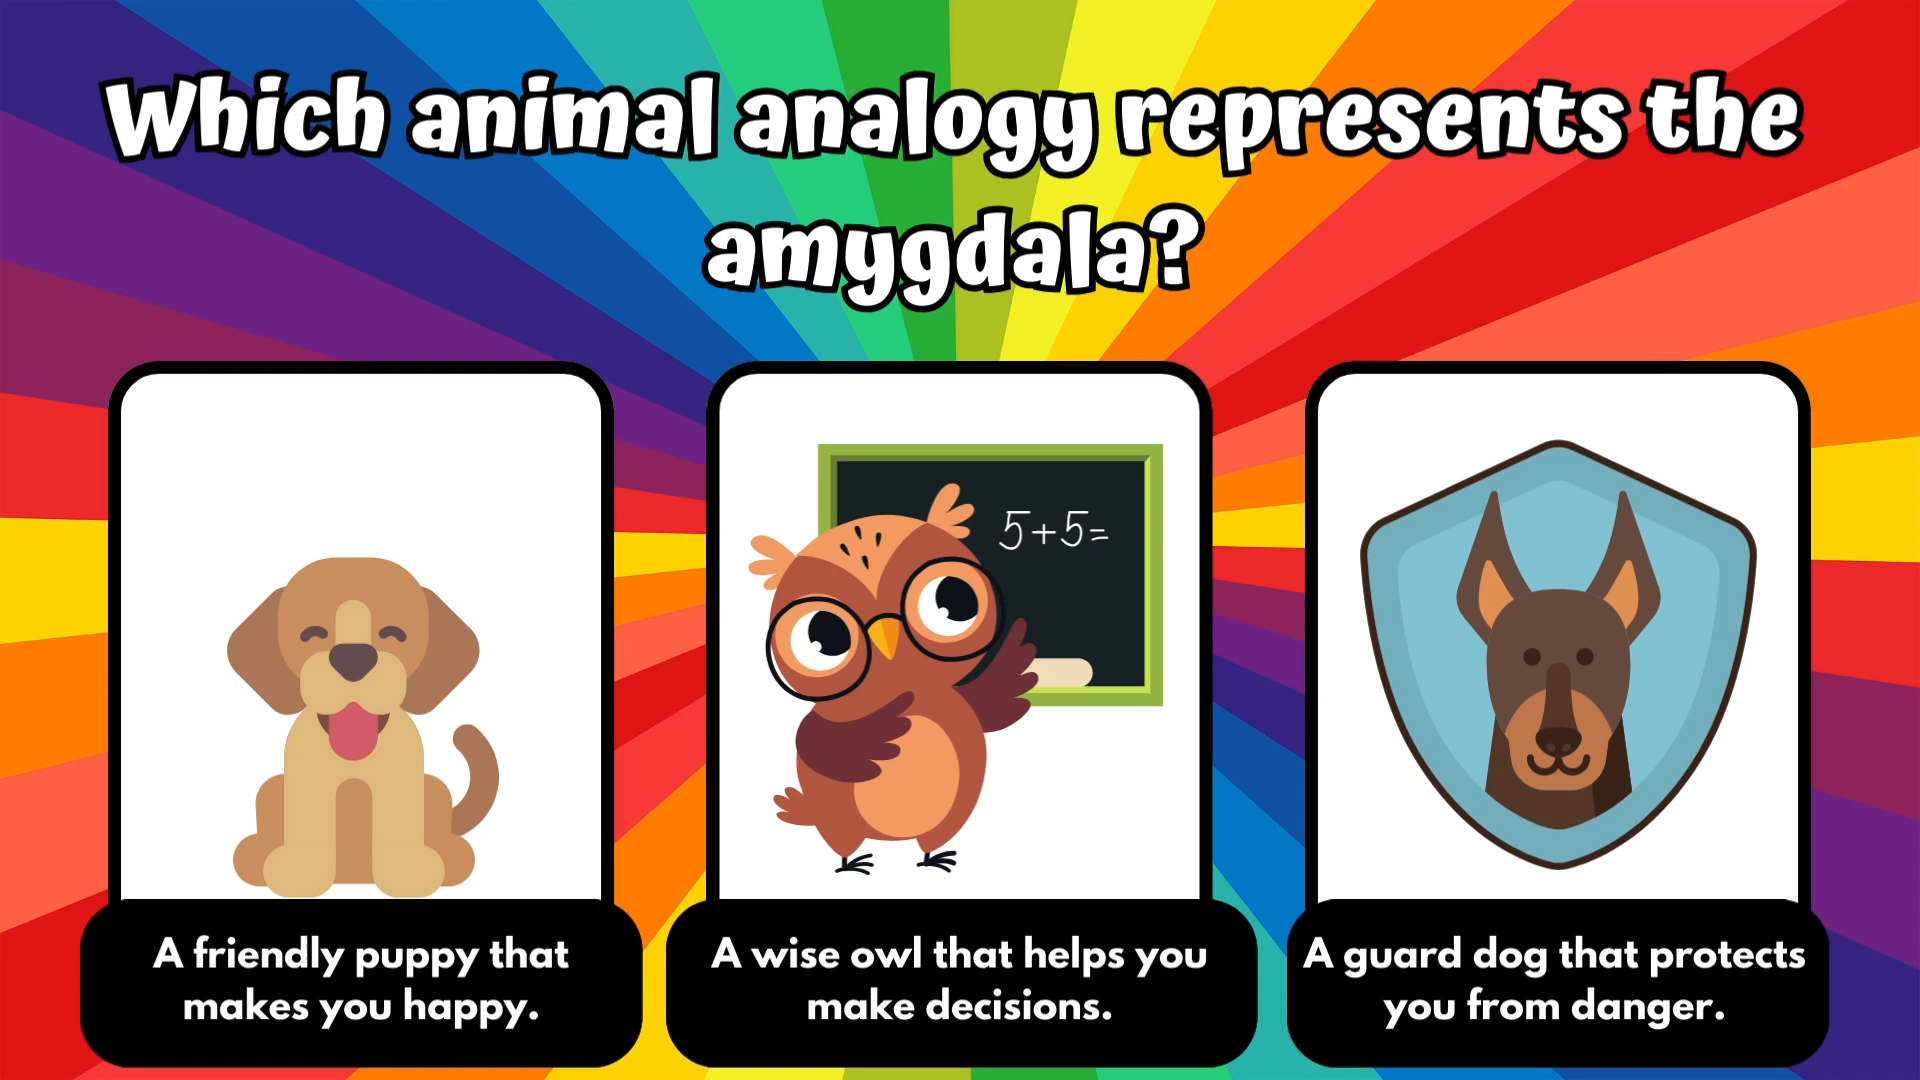 Which animal analogy represents the
amygdala?
5+5=
A friendly puppy that
makes you happy.
A wise owl that helps you
make decisions.
A guard dog that protects
you from danger.